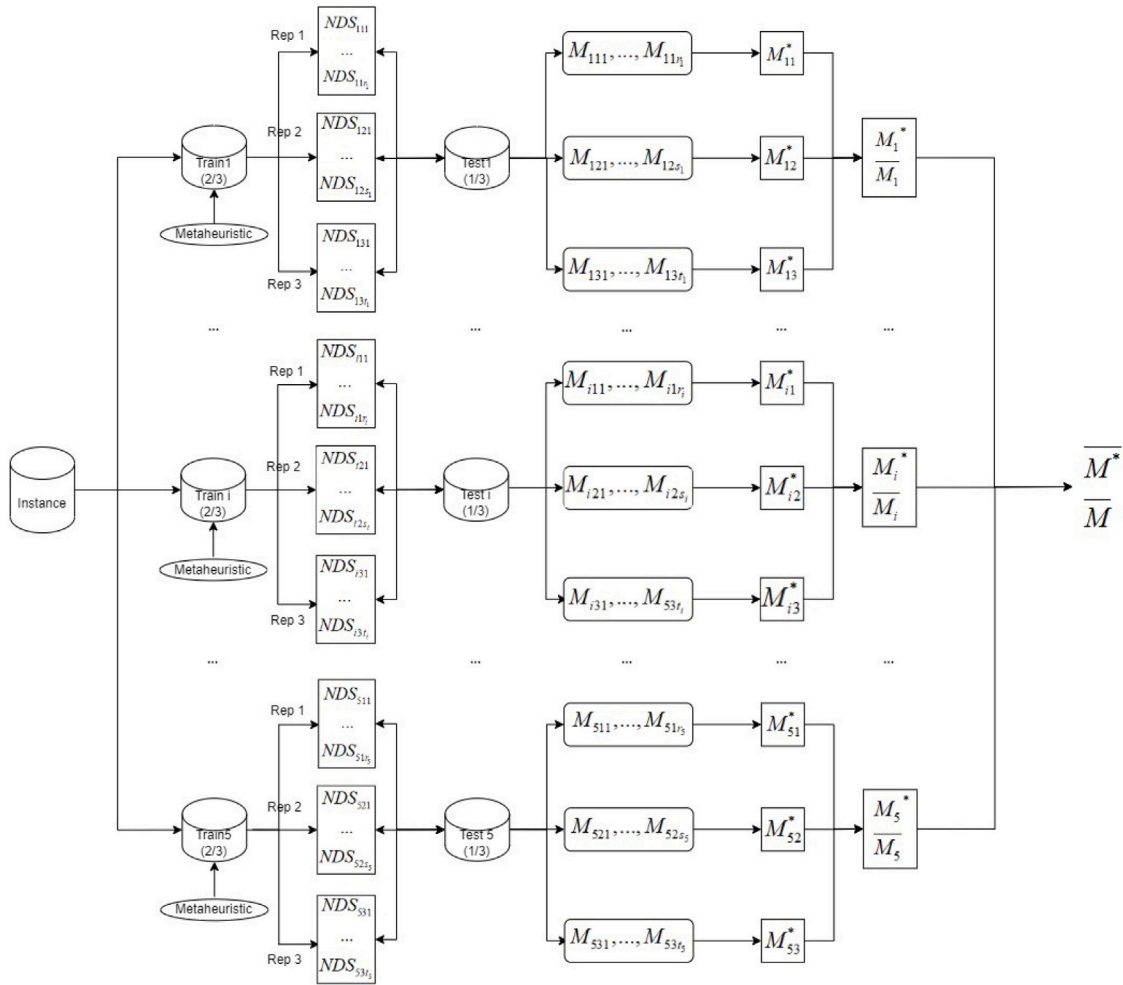 Instance
Train1
(2/3)
Metaheuristic
Rep 1
Rep 2
Rep 3
NDS₁₁₁
...
NDS₁₁ᵣ₁
NDS₁₂₁
...
NDS₁₂ₛ₁
NDS₁₃₁
...
NDS₁₃ₜ₁
Test1
(1/3)
M₁₁₁,...,M₁₁ᵣ₁
M₁₂₁,...,M₁₂ₛ₁
M₁₃₁,...,M₁₃ₜ₁
M*₁₁
M*₁₂
M*₁₃
M₁*
M̅₁
...
...
...
...
...
Train i
(2/3)
Metaheuristic
Rep 1
Rep 2
Rep 3
NDSᵢ₁₁
...
NDSᵢ₁ᵣᵢ
NDSᵢ₂₁
...
NDSᵢ₂ₛᵢ
NDSᵢ₃₁
...
NDSᵢ₃ₜᵢ
Test i
(1/3)
Mᵢ₁₁,...,Mᵢ₁ᵣᵢ
Mᵢ₂₁,...,Mᵢ₂ₛᵢ
Mᵢ₃₁,...,M₅₃ₜᵢ
M*ᵢ₁
M*ᵢ₂
M*ᵢ₃
Mᵢ*
M̅ᵢ
...
...
...
...
...
Train5
(2/3)
Metaheuristic
Rep 1
Rep 2
Rep 3
NDS₅₁₁
...
NDS₅₁ᵣ₅
NDS₅₂₁
...
NDS₅₂ₛ₅
NDS₅₃₁
...
NDS₅₃ₜ₅
Test 5
(1/3)
M₅₁₁,...,M₅₁ᵣ₅
M₅₂₁,...,M₅₂ₛ₅
M₅₃₁,...,M₅₃ₜ₅
M*₅₁
M*₅₂
M*₅₃
M₅*
M̅₅
M̅*
M̅